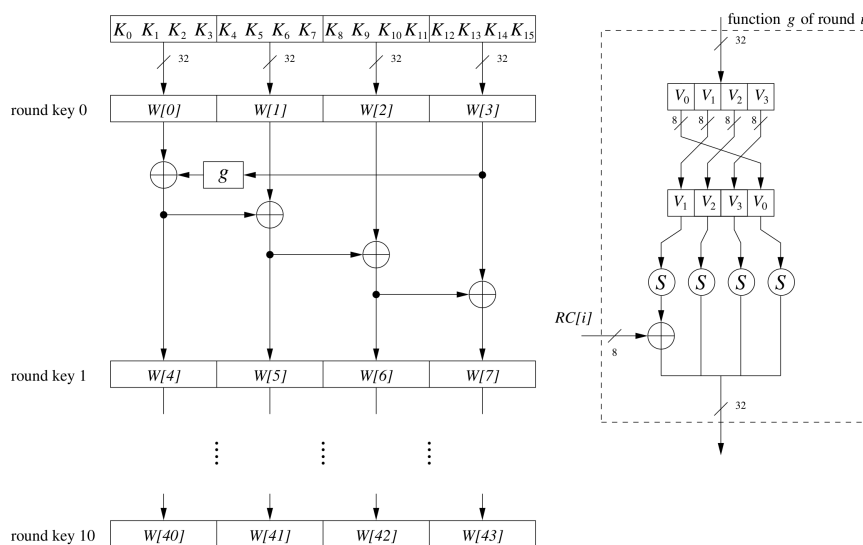 function g of round i
K0 K1 K2 K3 K4 K5 K6 K7 K8 K9 K10 K11 K12 K13 K14 K15
32 32 32 32 32
V0 V1 V2 V3
round key 0 W[0] W[1] W[2] W[3]
8 8 8 8
g
V1 V2 V3 V0
S S S S
RC[i]
8
round key 1 W[4] W[5] W[6] W[7]
32
round key 10 W[40] W[41] W[42] W[43]